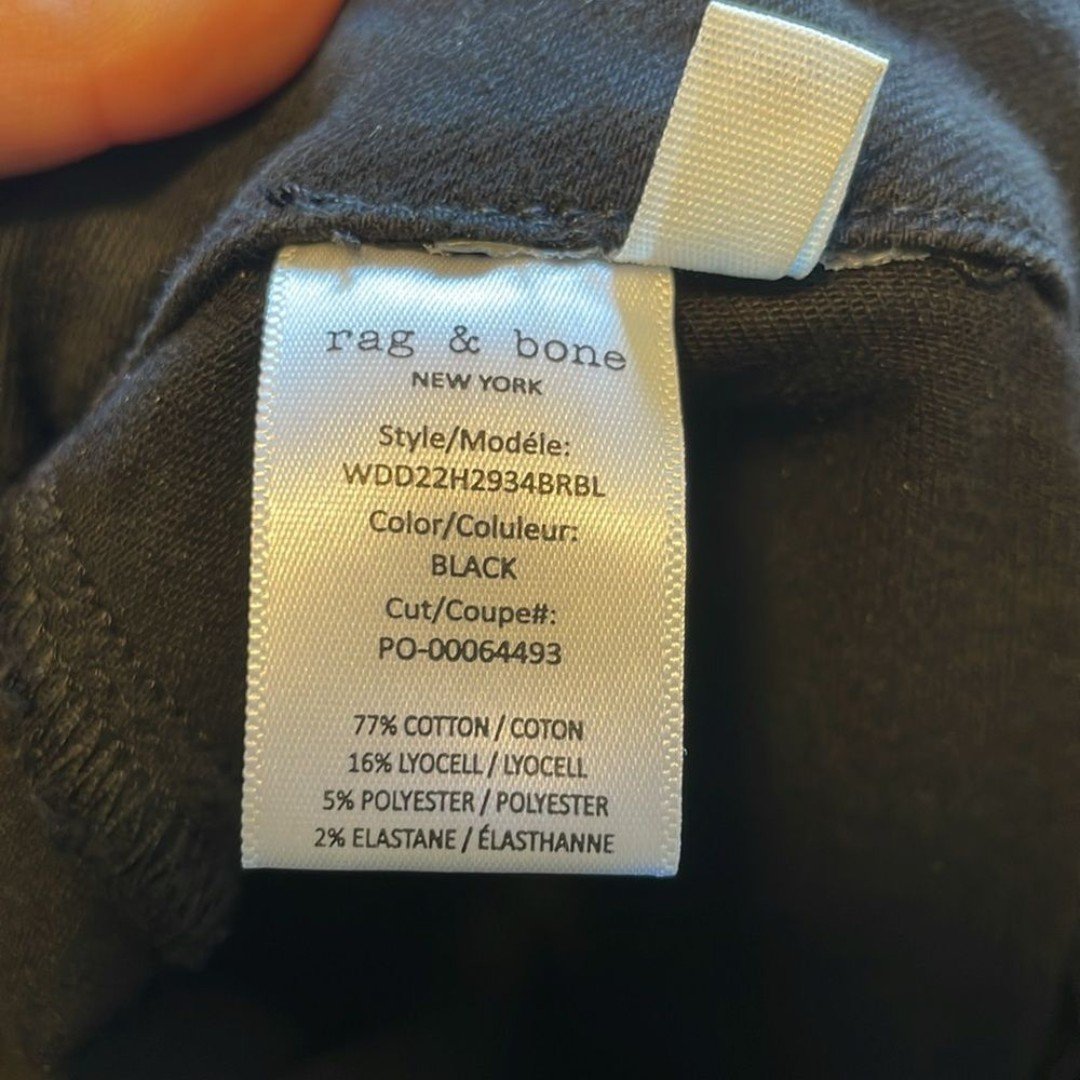 rag & bone
NEW YORK
Style/Modéle:
WDD22H2934BRBL
Color/Coluleur:
BLACK
Cut/Coupe#:
PO-00064493
77% COTTON / COTON
16% LYOCELL / LYOCELL
5% POLYESTER / POLYESTER
2% ELASTANE / ÉLASTHANNE